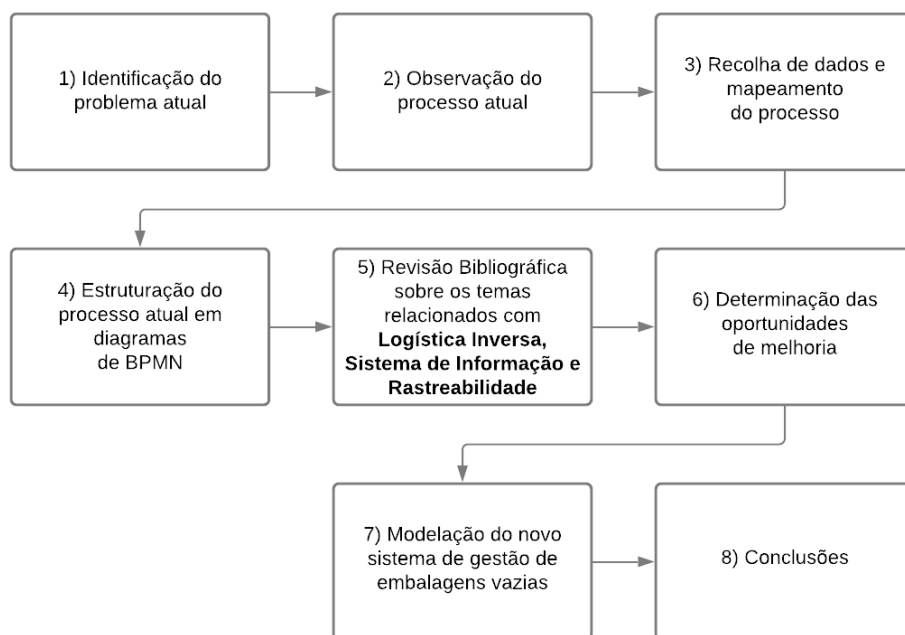 1) Identificação do
problema atual
2) Observação do
processo atual
3) Recolha de dados e
mapeamento
do processo
4) Estruturação do
processo atual em
diagramas
de BPMN
5) Revisão Bibliográfica
sobre os temas
relacionados com
Logística Inversa,
Sistema de Informação e
Rastreabilidade
6) Determinação das
oportunidades
de melhoria
7) Modelação do novo
sistema de gestão de
embalagens vazias
8) Conclusões